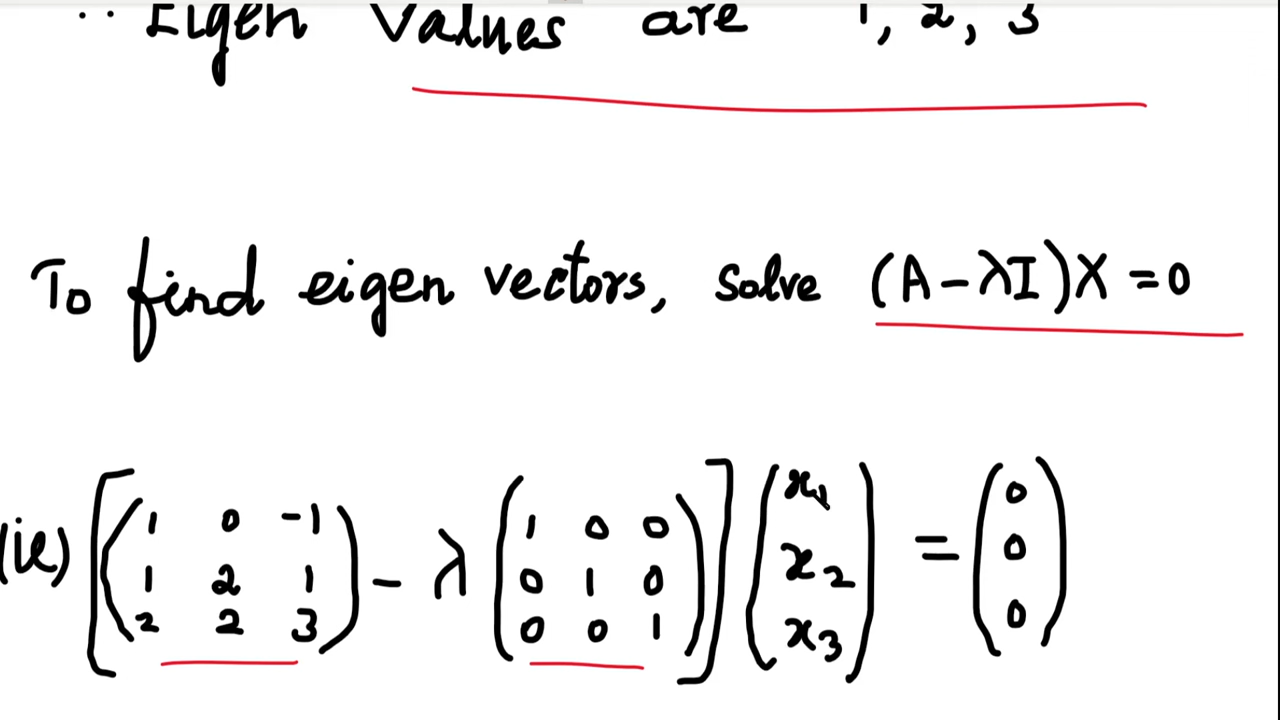 ∴ Eigen Values are 1, 2, 3
To find eigen vectors, solve (A-λI)X = 0
(ie) [(1 0 -1 - λ (1 0 0 (x1 = (0
1 2 1 0 1 0 x2 0
2 2 3) 0 0 1)] x3) 0)